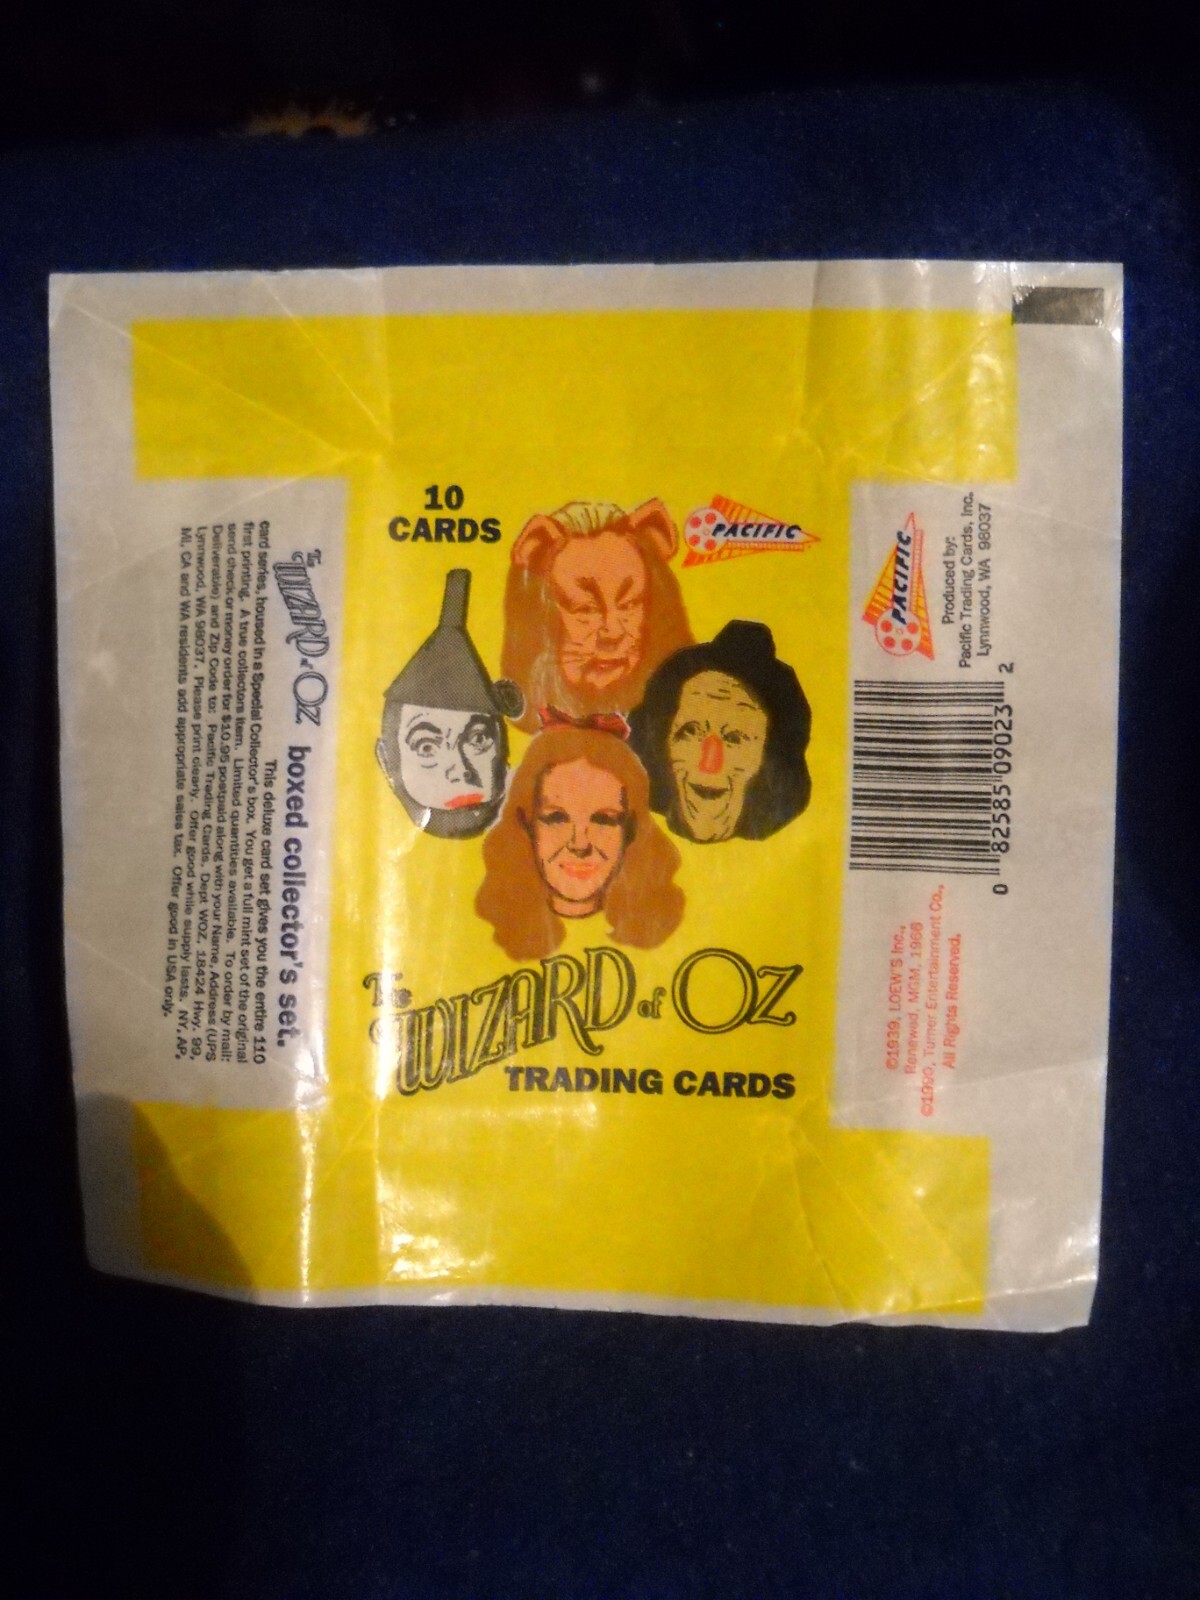 10
CARDS
PACIFIC
The
WIZARD of OZ
TRADING CARDS
The WIZARD of OZ boxed collector's set.
This deluxe card set gives you the entire 110
card series, housed in a Special Collector's box. You get a full mint set of the original
first printing. A true collectors item. Limited quantities available. To order by mail:
send check or money order for $10.95 postpaid along with your Name, Address (UPS
Deliverable) and Zip Code to: Pacific Trading Cards, Dept WOZ, 18424 Hwy. 99,
Lynnwood, WA 98037. Please print clearly. Offer good while supply lasts. NY, AP,
MI, CA and WA residents add appropriate sales tax. Offer good in USA only.
PACIFIC
Produced by:
Pacific Trading Cards, Inc.
Lynnwood, WA 98037
0 82585 09023 2
©1939, LOEW'S Inc.,
Renewed, MGM, 1966
©1990, Turner Entertainment Co.,
All Rights Reserved.